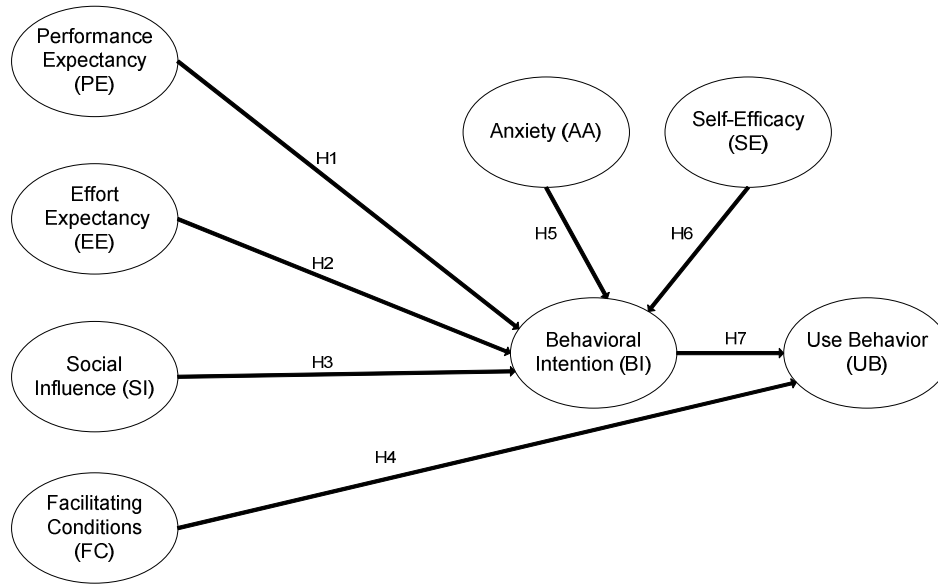 Performance
Expectancy
(PE)
Anxiety (AA)
Self-Efficacy
(SE)
H1
Effort
Expectancy
(EE)
H5
H6
H2
Behavioral
Intention (BI)
H7
Use Behavior
(UB)
Social
Influence (SI)
H3
H4
Facilitating
Conditions
(FC)